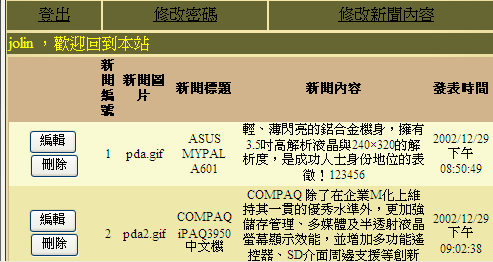 登出 修改密碼 修改新聞內容
jolin ，歡迎回到本站
新聞編號 新聞圖片 新聞標題 新聞內容 發表時間
編輯
刪除
1 pda.gif
ASUS
MYPAL
A601
輕、薄閃亮的鋁合金機身，擁有
3.5吋高解析液晶與240×320的解
析度，是成功人士身份地位的表
徵！123456
2002/12/29
下午
08:50:49
編輯
刪除
2 pda2.gif
COMPAQ
iPAQ3950
中文機
COMPAQ 除了在企業M化上維
持其一貫的優秀水準外，更加強
儲存管理、多媒體及半透射液晶
螢幕顯示效能，並增加多功能遙
控器、SD介面周邊支援等創新
2002/12/29
下午
09:02:38